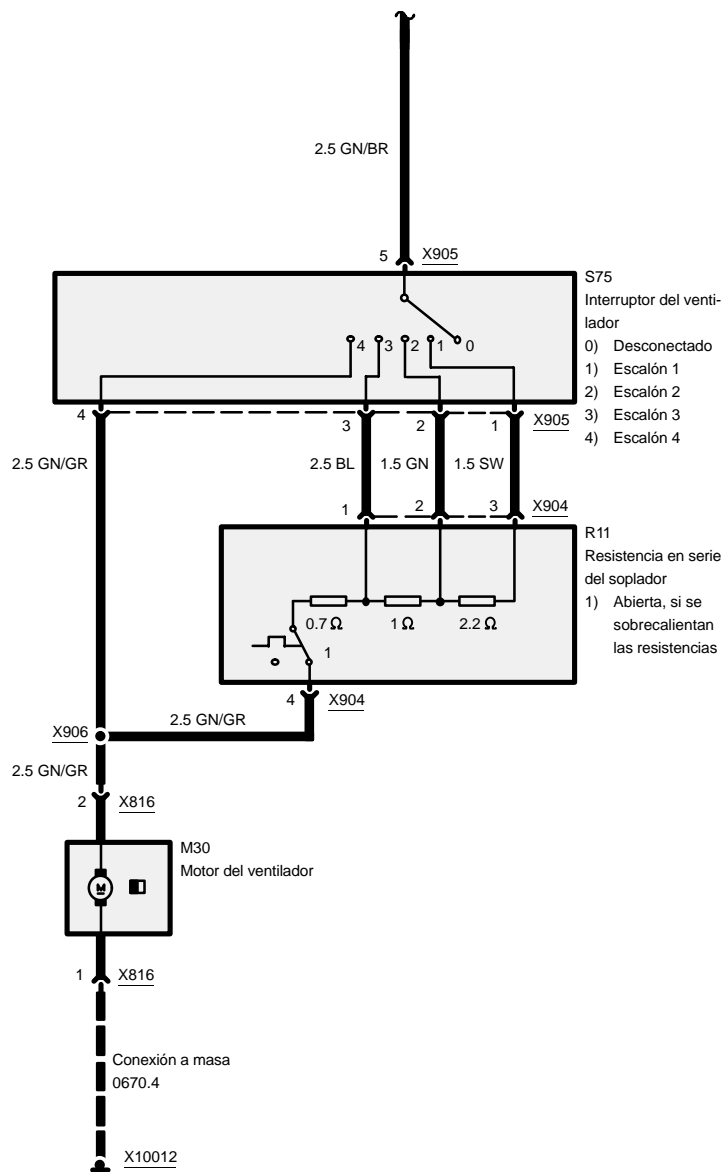 2.5 GN/BR
5 X905
S75
Interruptor del venti-
lador
0) Desconectado
1) Escalón 1
2) Escalón 2
3) Escalón 3
4) Escalón 4
4 3 2 1 0
4 3 2 1 X905
2.5 GN/GR 2.5 BL 1.5 GN 1.5 SW
1 2 3 X904
R11
Resistencia en serie
del soplador
1) Abierta, si se
sobrecalientan
las resistencias
0.7 Ω 1 Ω 2.2 Ω
1
4 X904
2.5 GN/GR
X906
2.5 GN/GR
2 X816
M30
Motor del ventilador
M
1 X816
Conexión a masa
0670.4
X10012